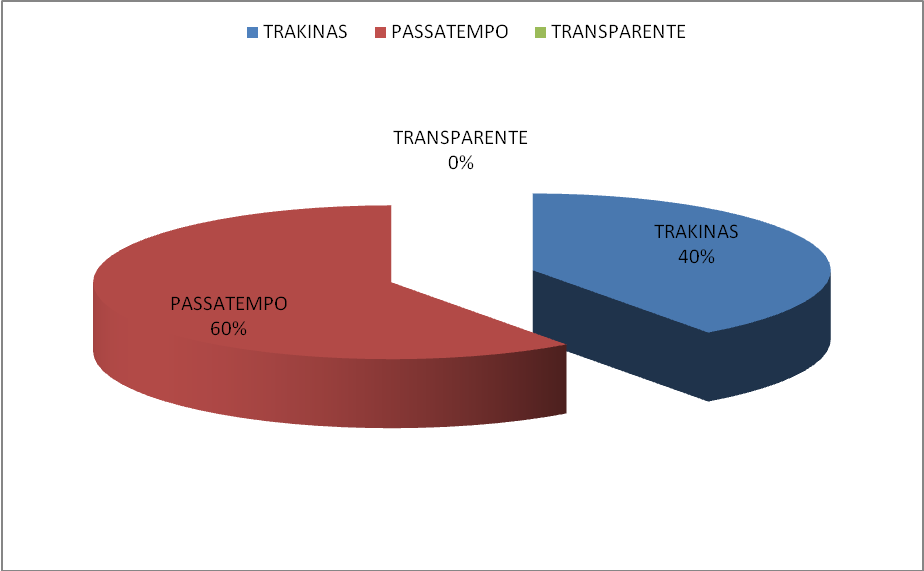 TRAKINAS PASSATEMPO TRANSPARENTE
TRANSPARENTE
0%
TRAKINAS
40%
PASSATEMPO
60%